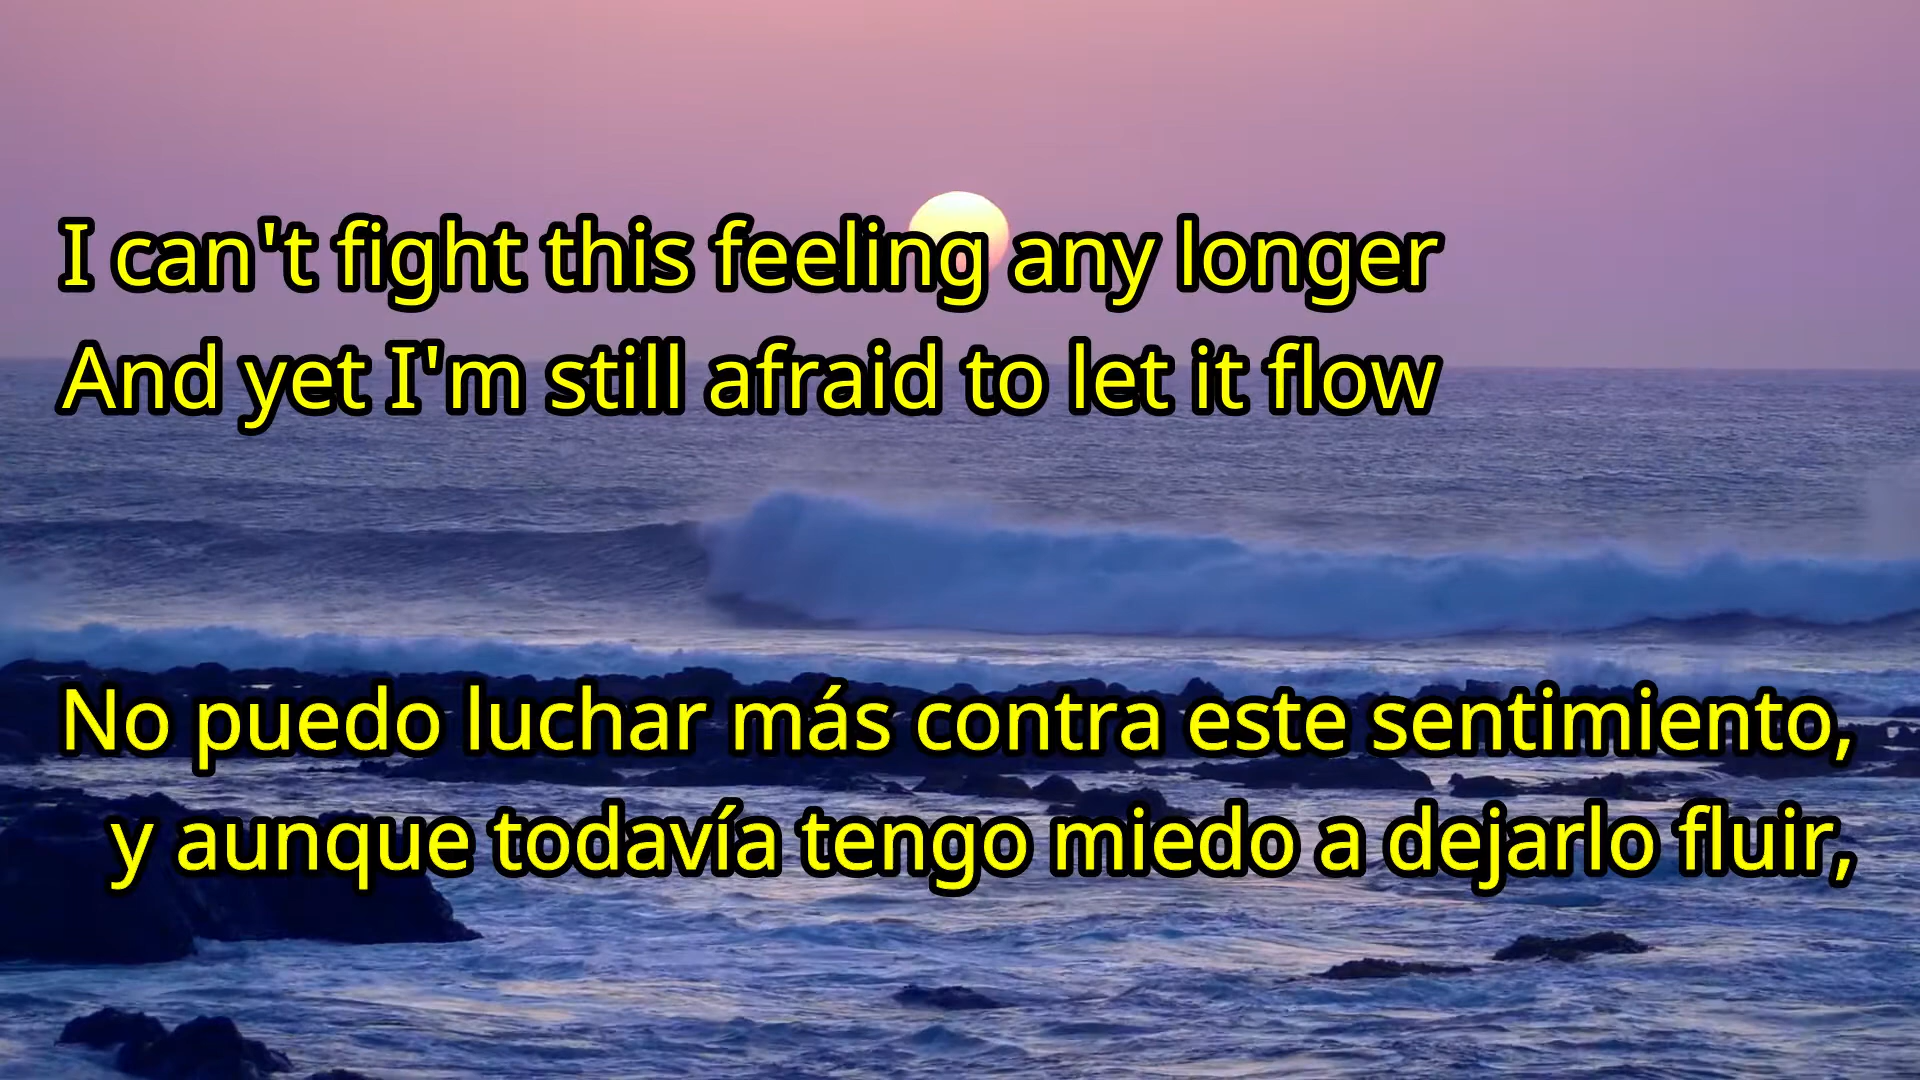 I can't fight this feeling any longer
And yet I'm still afraid to let it flow
No puedo luchar más contra este sentimiento,
y aunque todavía tengo miedo a dejarlo fluir,